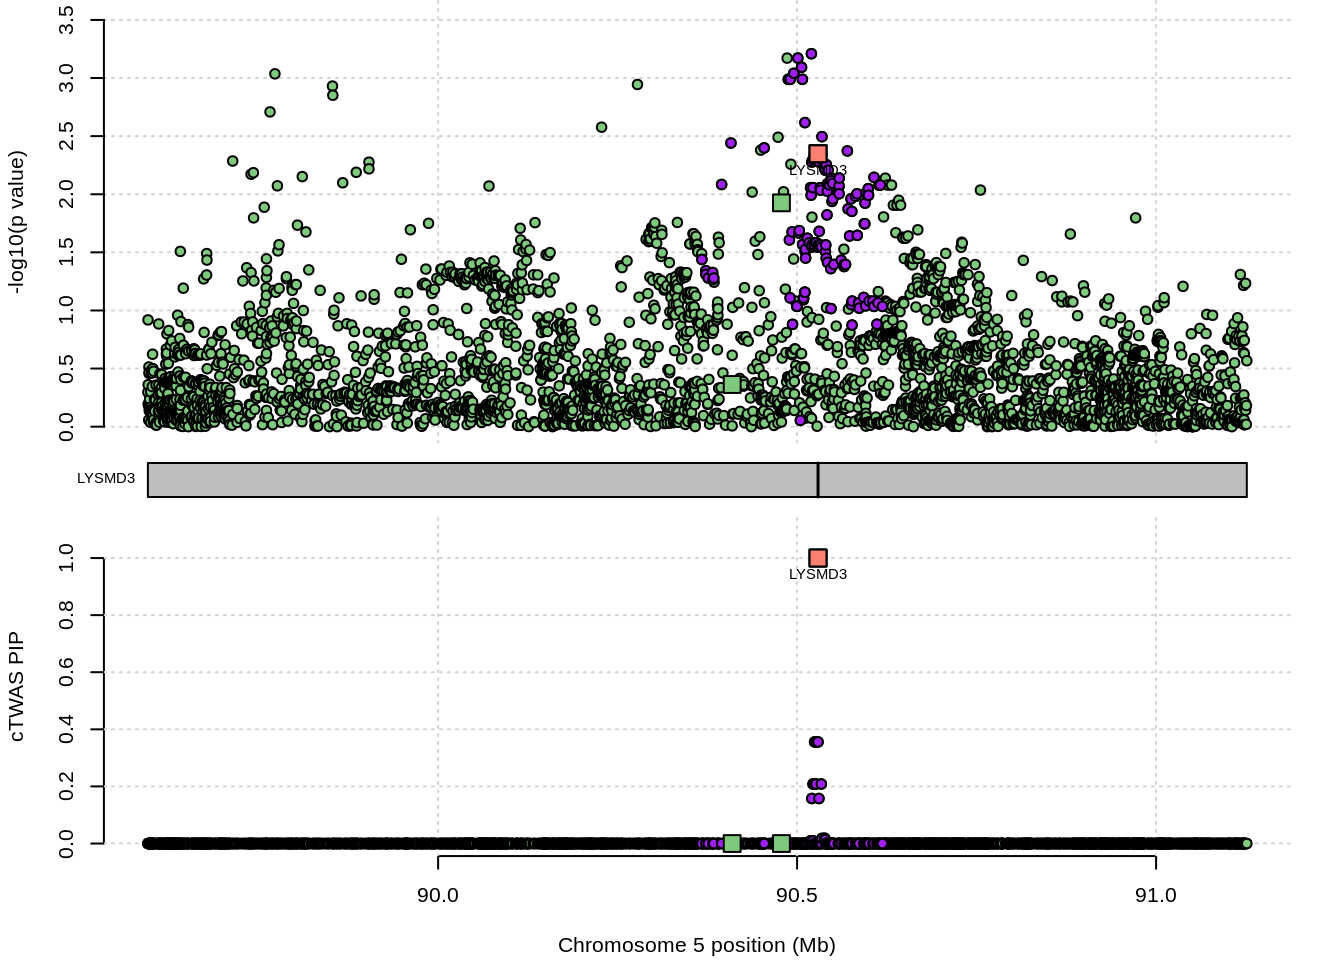 3.5
3.0
2.5
2.0
1.5
1.0
0.5
0.0
-log10(p value)
LYSMD3
LYSMD3
1.0
0.8
0.6
0.4
0.2
0.0
cTWAS PIP
LYSMD3
90.0 90.5 91.0
Chromosome 5 position (Mb)